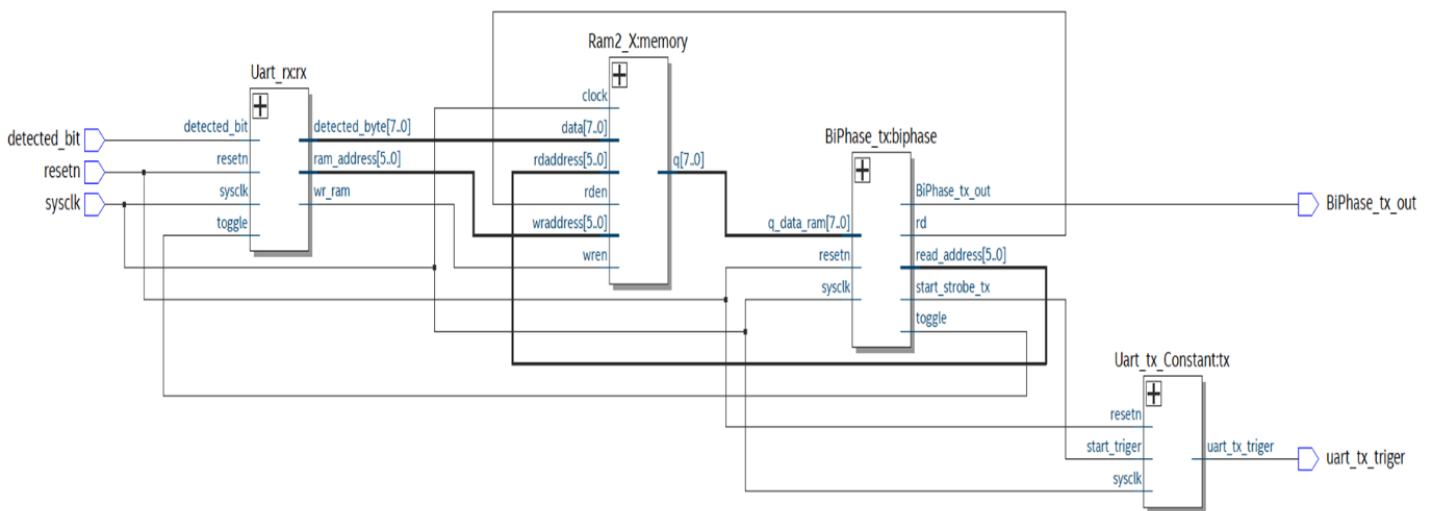 detected_bit
resetn
sysclk
Uart_rx:rx
detected_bit
resetn
sysclk
toggle
detected_byte[7..0]
ram_address[5..0]
wr_ram
Ram2_X:memory
clock
data[7..0]
rdaddress[5..0]
rden
wraddress[5..0]
wren
q[7..0]
BiPhase_tx:biphase
q_data_ram[7..0]
resetn
sysclk
BiPhase_tx_out
rd
read_address[5..0]
start_strobe_tx
toggle
BiPhase_tx_out
Uart_tx_Constant:tx
resetn
start_triger
sysclk
uart_tx_triger
uart_tx_triger